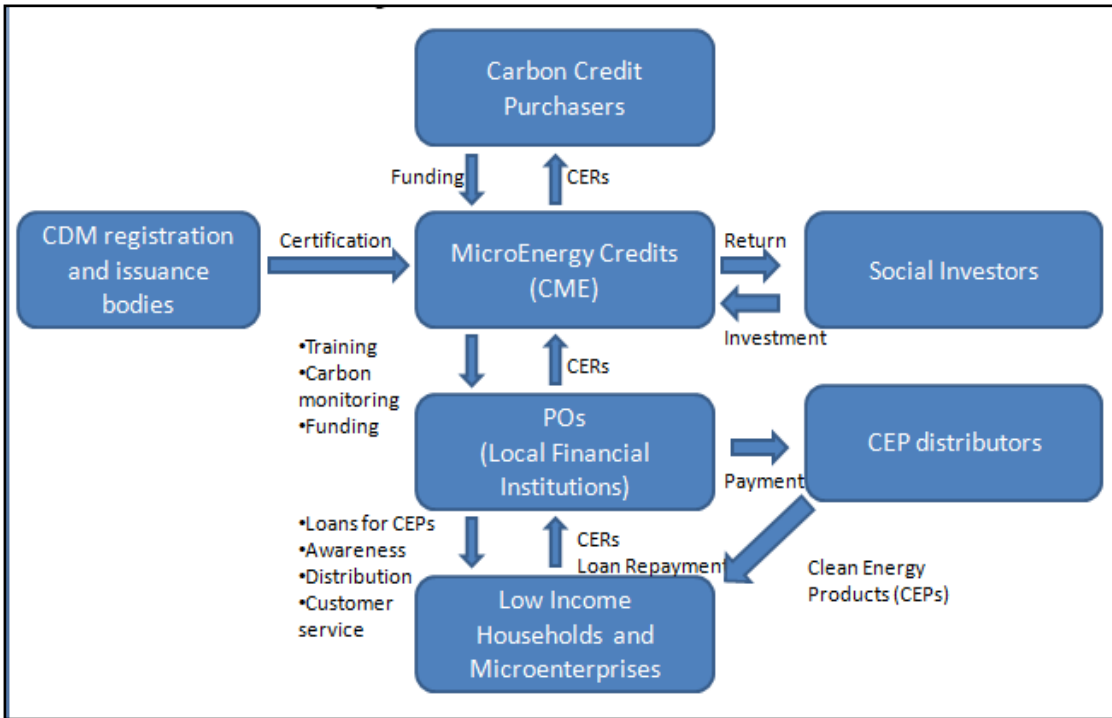 Carbon Credit
Purchasers
Funding
CERs
CDM registration
and issuance
bodies
Certification
MicroEnergy Credits
(CME)
Return
Investment
Social Investors
•Training
•Carbon
monitoring
•Funding
CERs
POs
(Local Financial
Institutions)
Payment
CEP distributors
•Loans for CEPs
•Awareness
•Distribution
•Customer
service
CERs
Loan Repayment
Clean Energy
Products (CEPs)
Low Income
Households and
Microenterprises